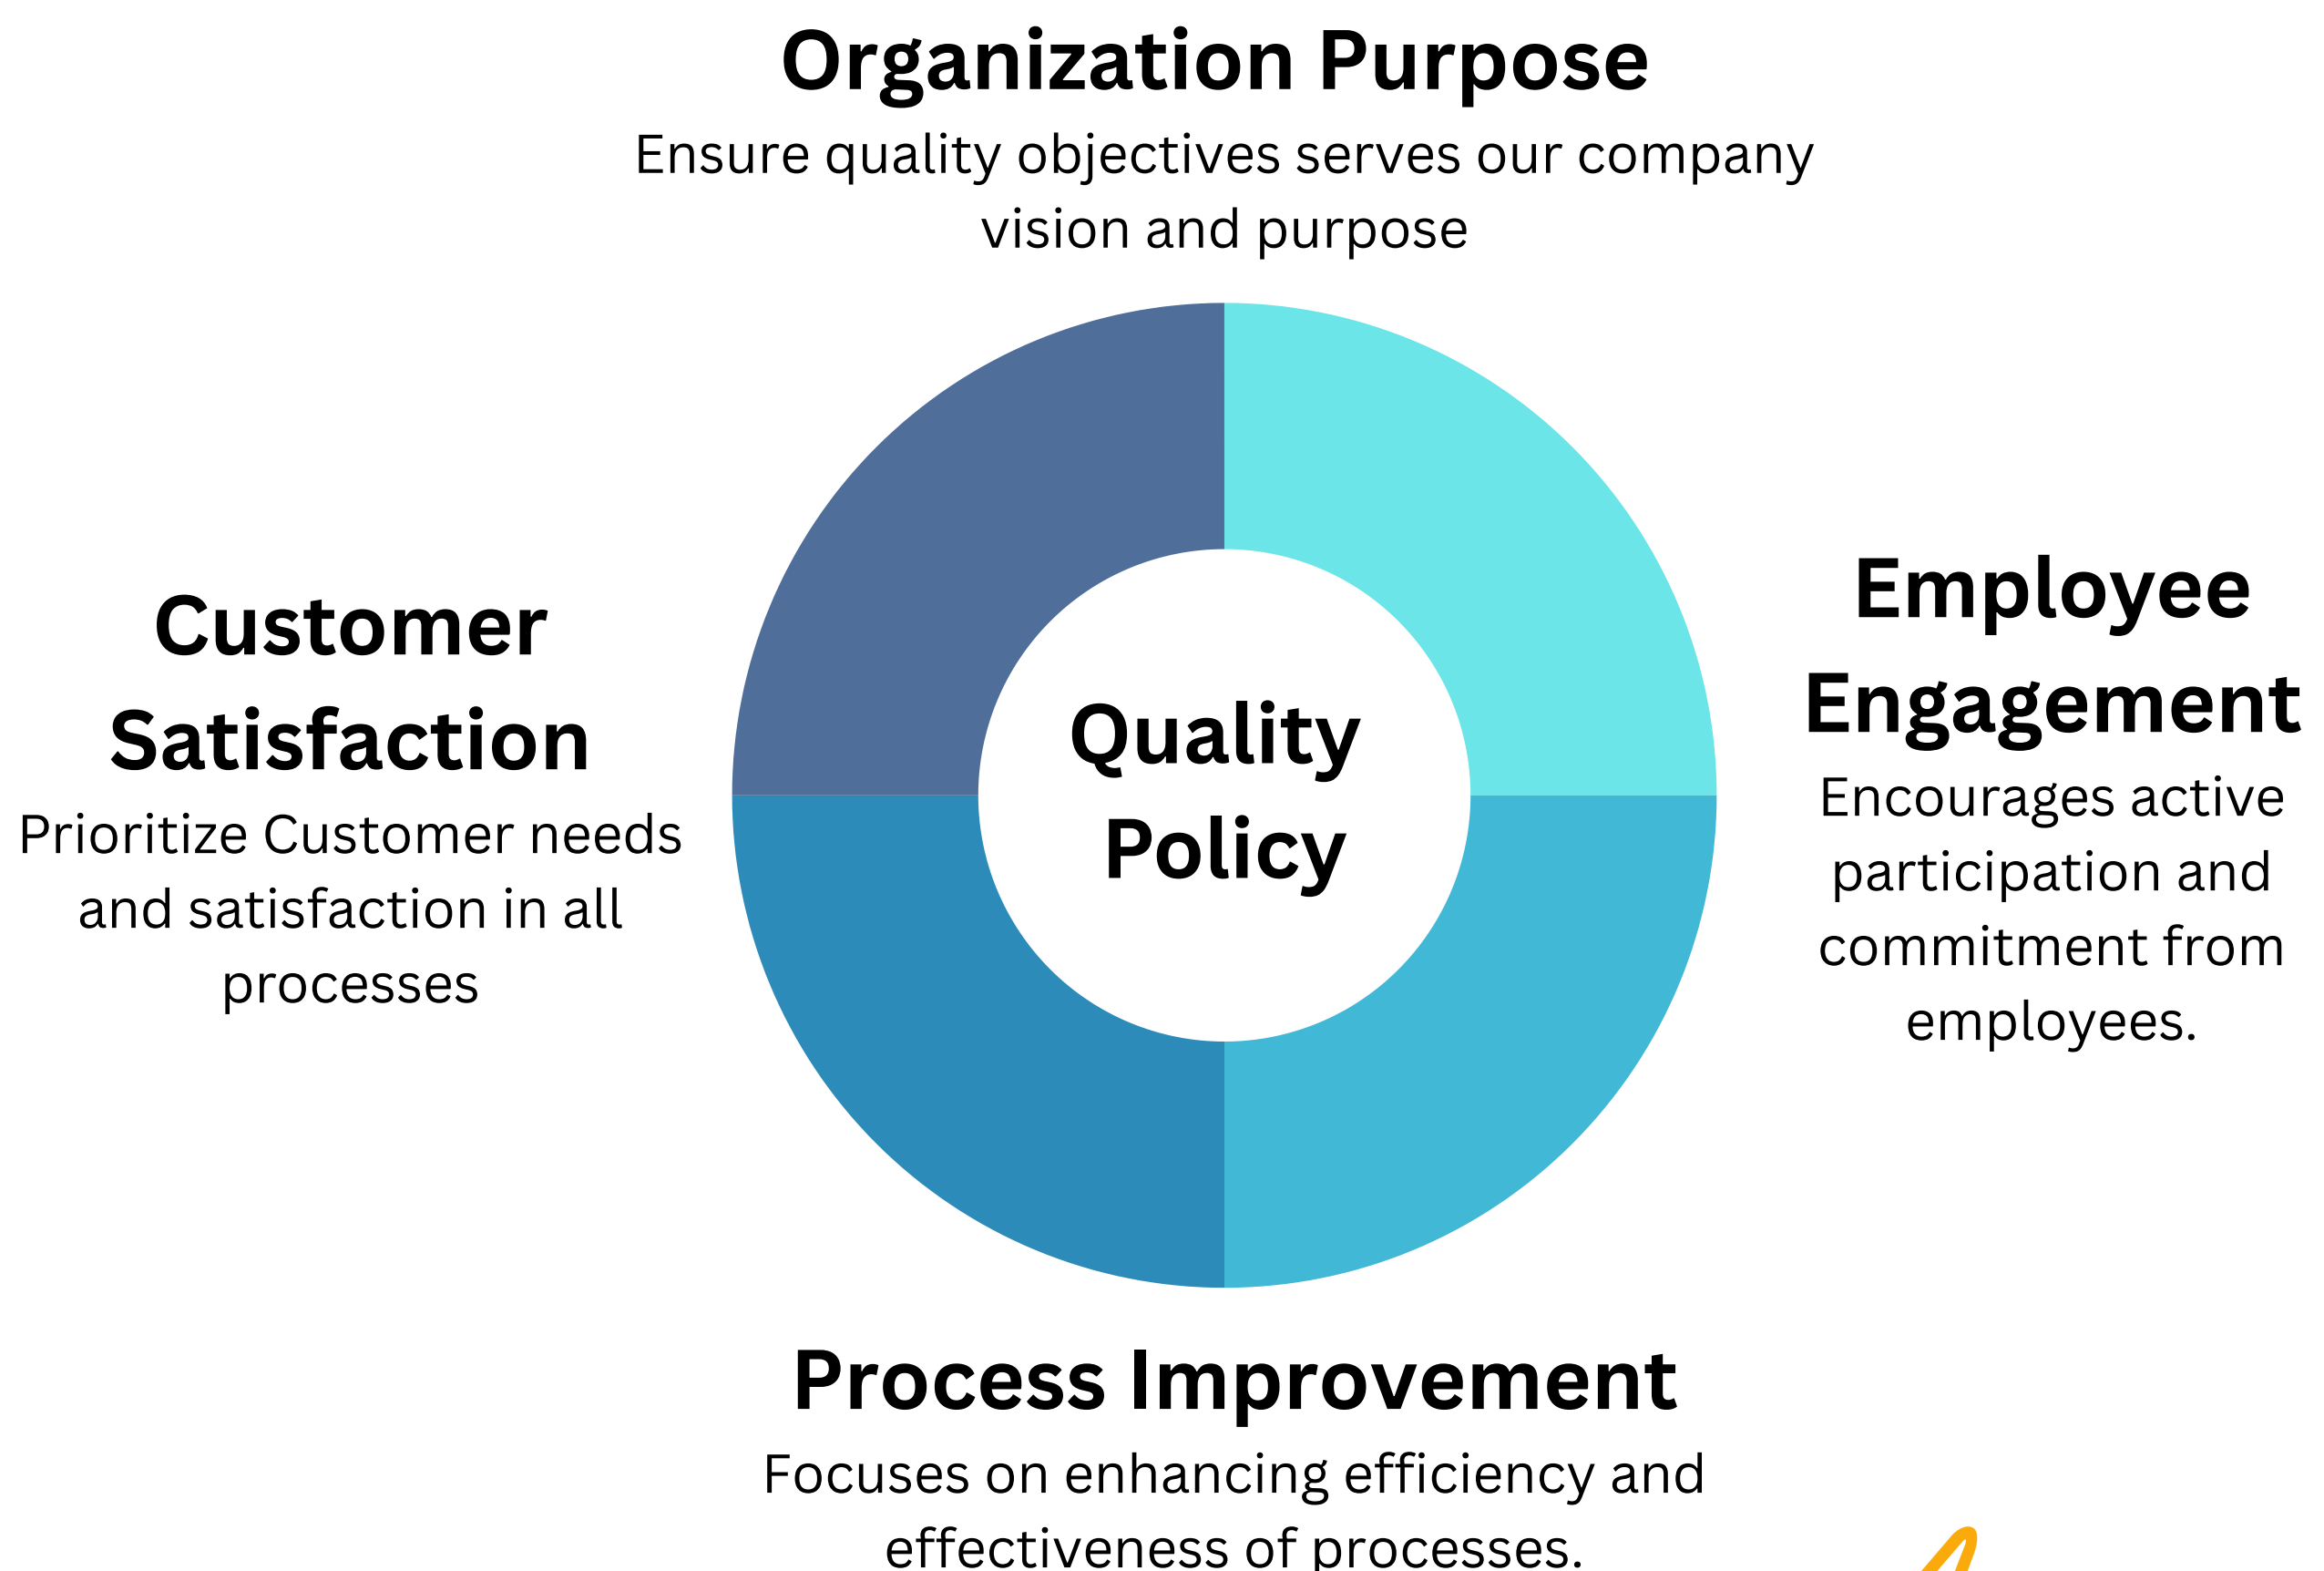 Organization Purpose
Ensure quality objectives serves our company
vision and purpose
Customer
Satisfaction
Prioritize Customer needs
and satisfaction in all
processes
Quality
Policy
Employee
Engagement
Encourages active
participation and
commitment from
employees.
Process Improvement
Focuses on enhancing efficiency and
effectiveness of processes.